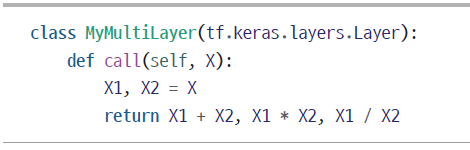 class MyMultiLayer(tf.keras.layers.Layer):
    def call(self, X):
        X1, X2 = X
        return X1 + X2, X1 * X2, X1 / X2